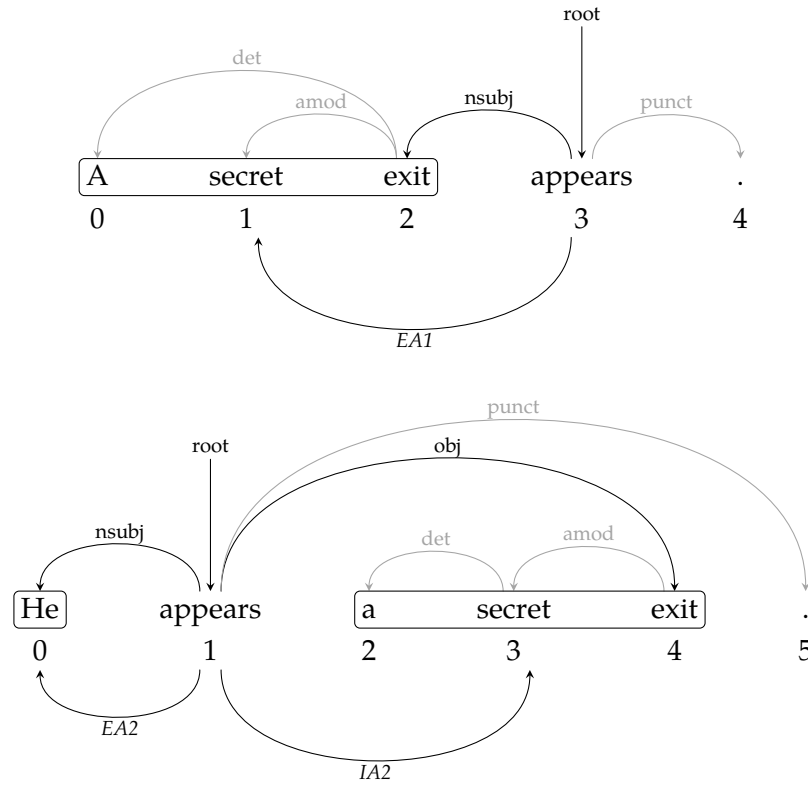 root
det
amod
nsubj
punct
A secret exit appears .
0 1 2 3 4
EA1
punct
root
obj
nsubj
det
amod
He appears a secret exit .
0 1 2 3 4 5
EA2
IA2